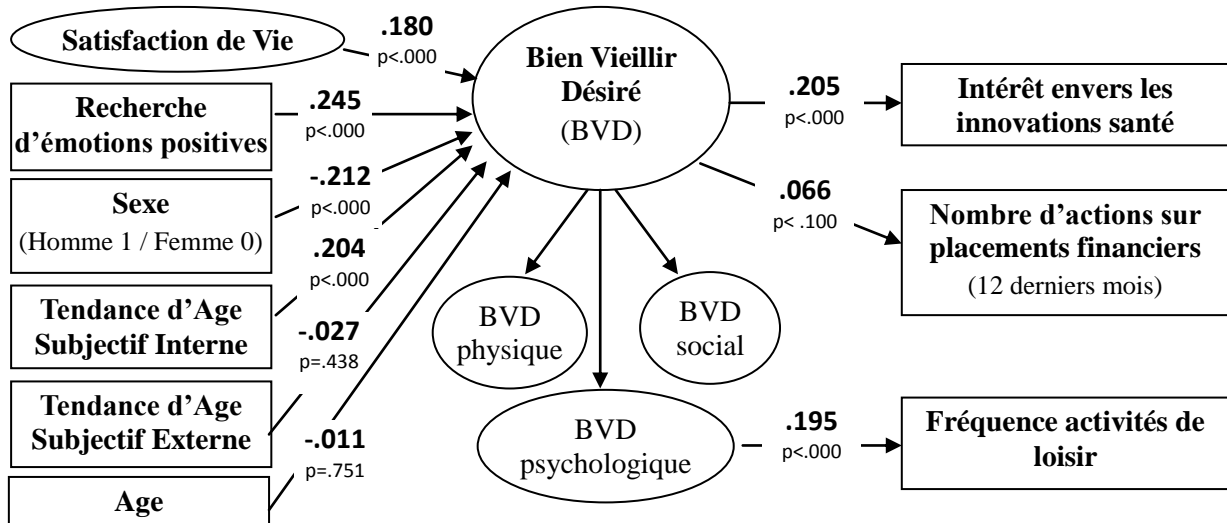 Satisfaction de Vie
.180
p<.000
Recherche
d’émotions positives
.245
p<.000
Sexe
(Homme 1 / Femme 0)
-.212
p<.000
Tendance d’Age
Subjectif Interne
.204
p<.000
Tendance d’Age
Subjectif Externe
-.027
p=.438
Age
-.011
p=.751
Bien Vieillir
Désiré
(BVD)
BVD
physique
BVD
social
BVD
psychologique
.205
p<.000
Intérêt envers les
innovations santé
.066
p< .100
Nombre d’actions sur
placements financiers
(12 derniers mois)
.195
p<.000
Fréquence activités de
loisir